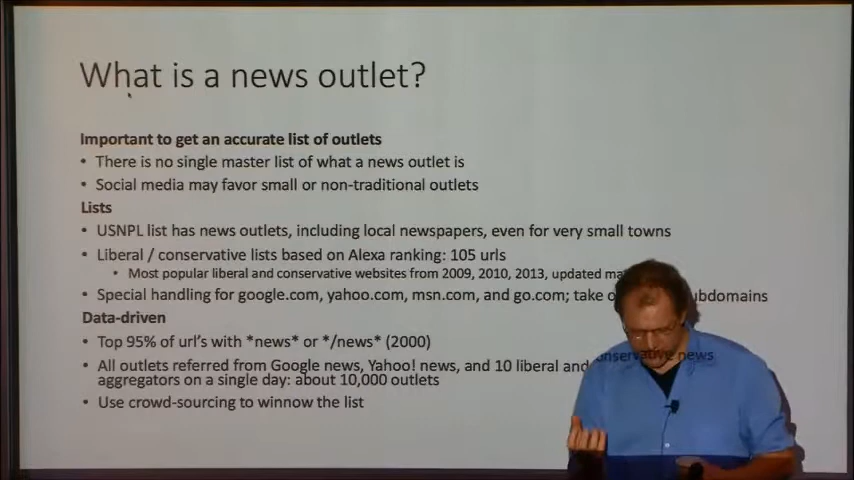 What is a news outlet?
Important to get an accurate list of outlets
• There is no single master list of what a news outlet is
• Social media may favor small or non-traditional outlets
Lists
• USNPL list has news outlets, including local newspapers, even for very small towns
• Liberal / conservative lists based on Alexa ranking: 105 urls
• Most popular liberal and conservative websites from 2009, 2010, 2013, updated
• Special handling for google.com, yahoo.com, msn.com, and go.com; take ubdomains
Data-driven
• Top 95% of url's with *news* or */news* (2000)
• All outlets referred from Google news, Yahoo! news, and 10 liberal and onservative news
aggregators on a single day: about 10,000 outlets
• Use crowd-sourcing to winnow the list